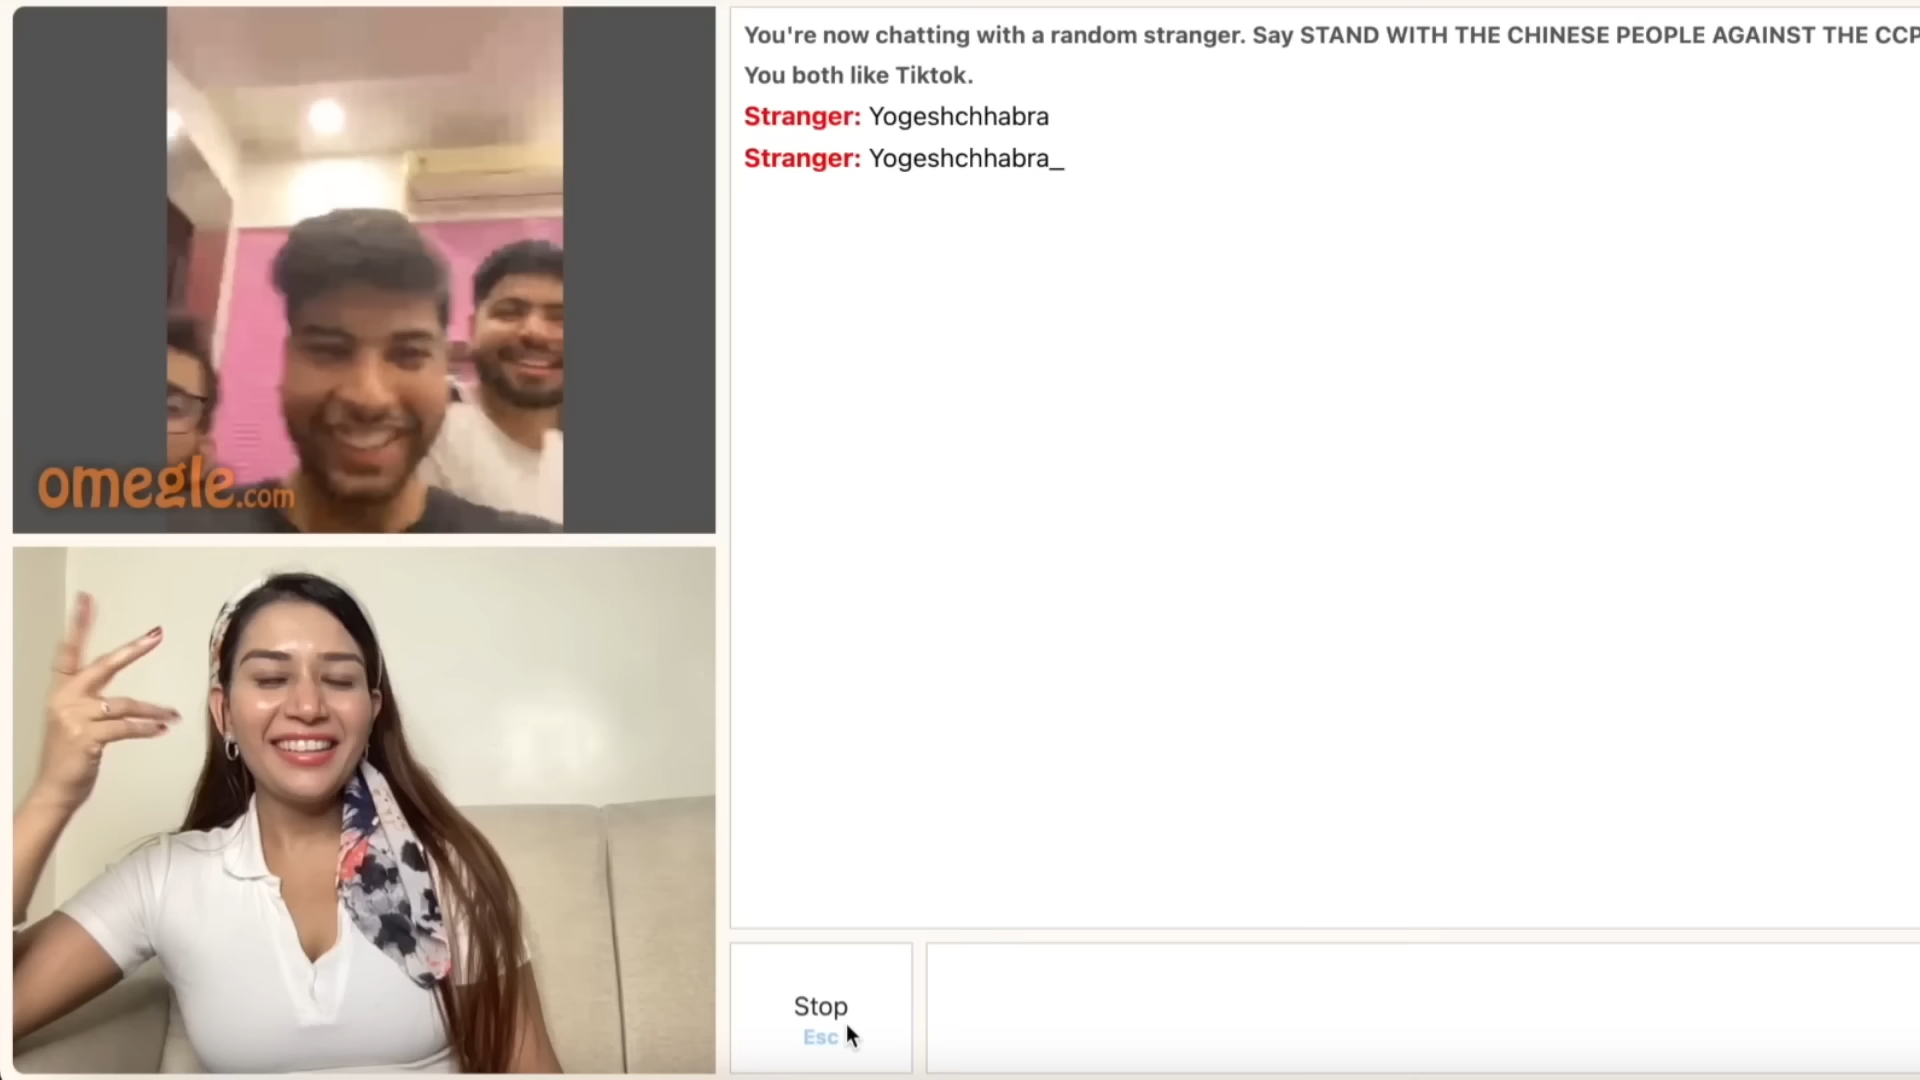 You're now chatting with a random stranger. Say STAND WITH THE CHINESE PEOPLE AGAINST THE CCP
You both like Tiktok.
Stranger: Yogeshchhabra
Stranger: Yogeshchhabra_
omegle.com
Stop
Esc